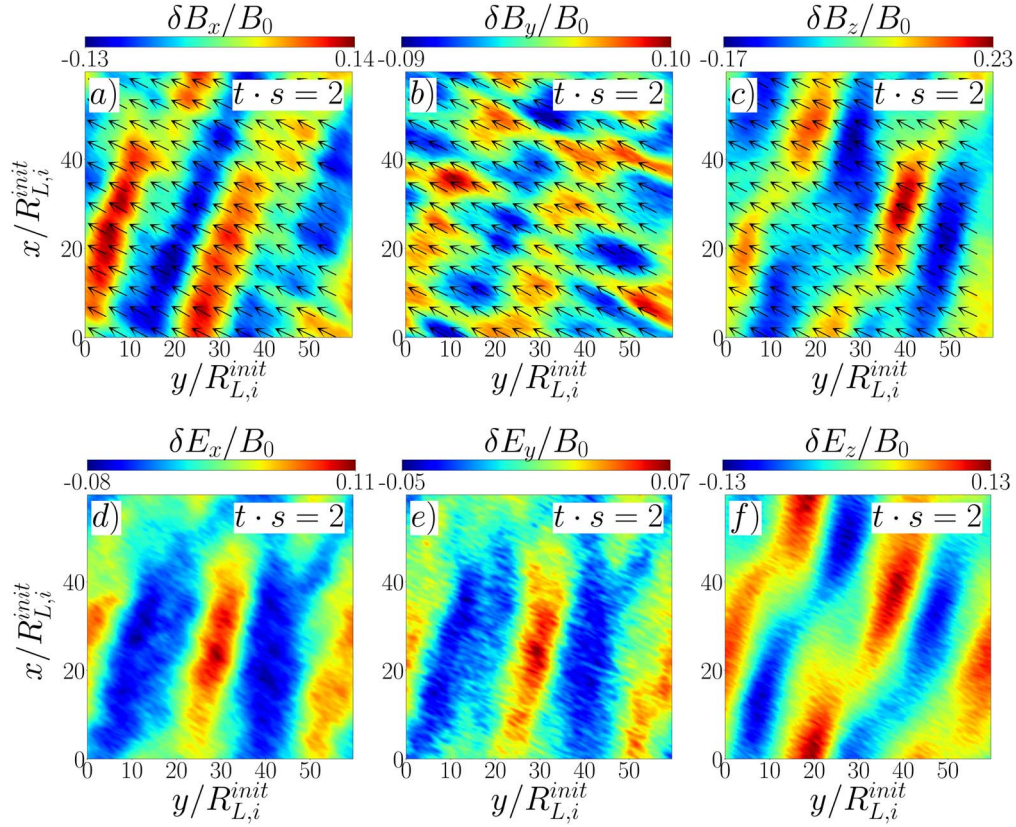 δB_x/B_0 δB_y/B_0 δB_z/B_0
-0.13 0.14 -0.09 0.10 -0.17 0.23
a) t · s = 2 b) t · s = 2 c) t · s = 2
x/R_{L,i}^{init}
40 40 40
20 20 20
0 0 0
0 10 20 30 40 50 0 10 20 30 40 50 0 10 20 30 40 50
y/R_{L,i}^{init} y/R_{L,i}^{init} y/R_{L,i}^{init}
δE_x/B_0 δE_y/B_0 δE_z/B_0
-0.08 0.11 -0.05 0.07 -0.13 0.13
d) t · s = 2 e) t · s = 2 f) t · s = 2
x/R_{L,i}^{init}
40 40 40
20 20 20
0 0 0
0 10 20 30 40 50 0 10 20 30 40 50 0 10 20 30 40 50
y/R_{L,i}^{init} y/R_{L,i}^{init} y/R_{L,i}^{init}